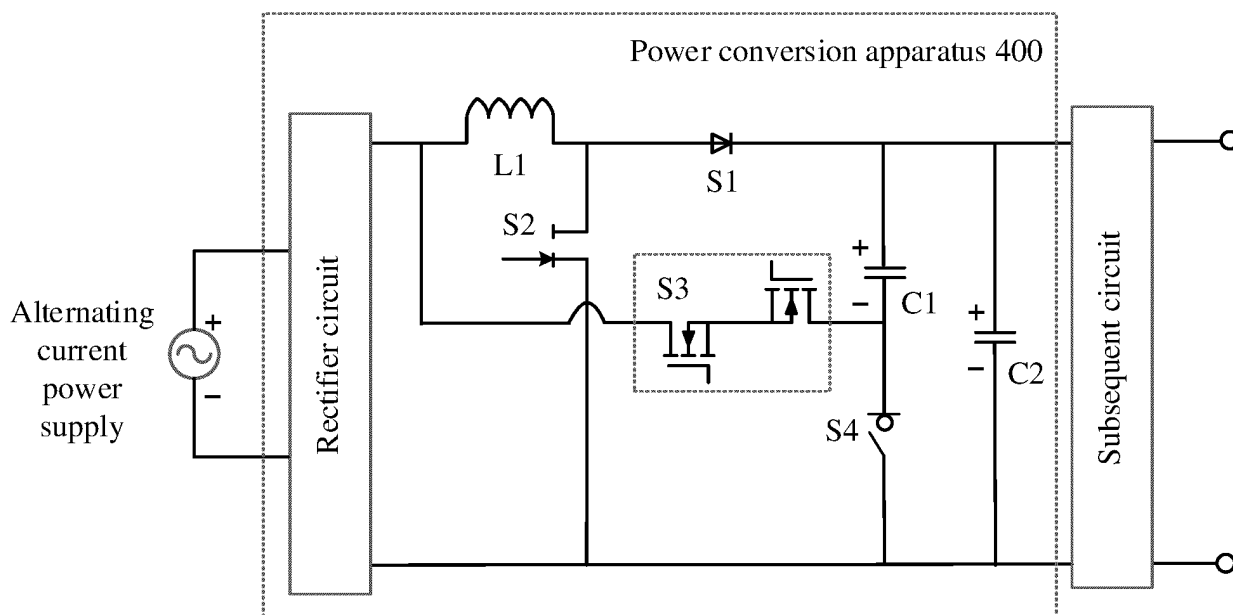 Power conversion apparatus 400
L1
S1
S2
S3
+
−
C1
+
−
C2
S4
Alternating
current
power
supply
+
−
Rectifier circuit
Subsequent circuit